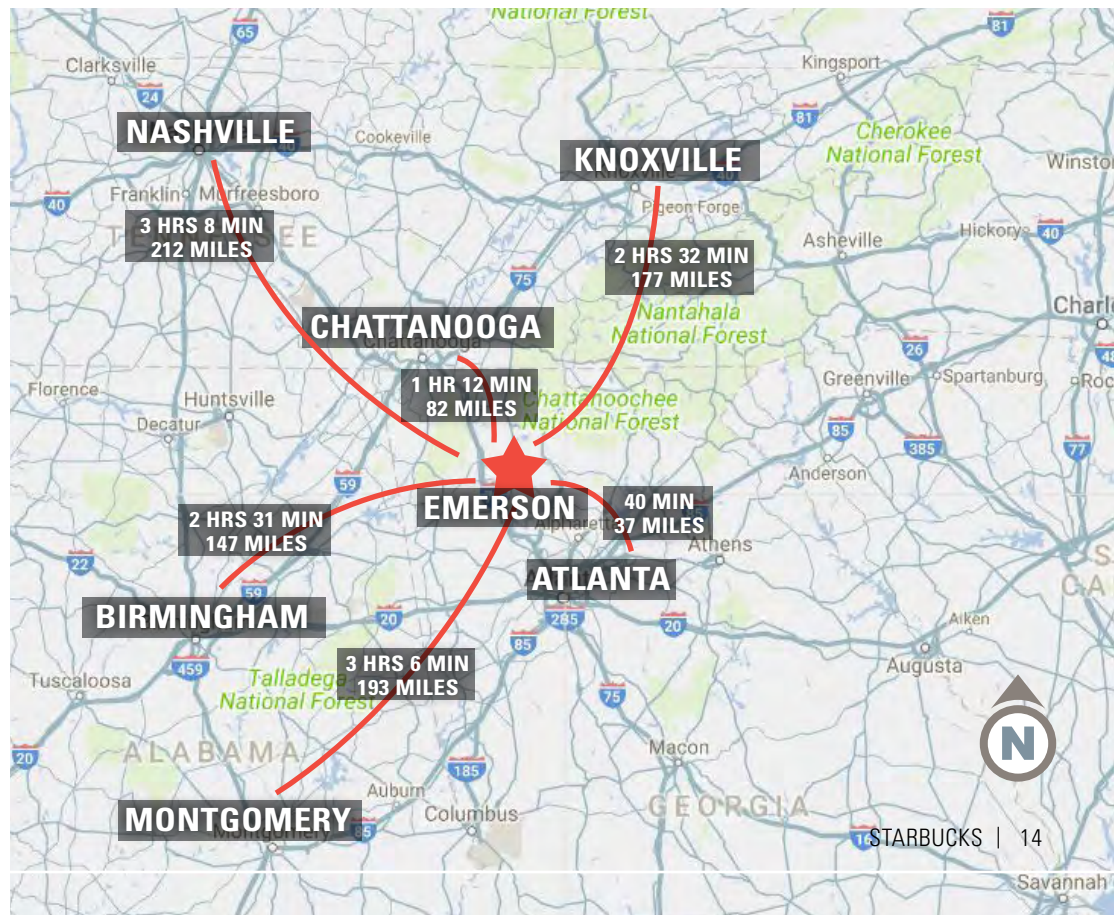 National Forest
65
81
Clarksville
Kingsport
24
NASHVILLE
81
Cookeville
Cherokee
National Forest
KNOXVILLE
Knoxville
Winston
40
Franklin
Murfreesboro
Pigeon Forge
3 HRS 8 MIN
212 MILES
Hickory
40
Asheville
2 HRS 32 MIN
177 MILES
75
Nantahala
National Forest
CHATTANOOGA
Chattanooga
26
Greenville
Spartanburg
1 HR 12 MIN
82 MILES
Chattahoochee
National Forest
Florence
Huntsville
Decatur
85
385
77
Anderson
59
EMERSON
40 MIN
37 MILES
Alpharetta
2 HRS 31 MIN
147 MILES
Athens
22
59
ATLANTA
BIRMINGHAM
20
285
20
Aiken
85
Augusta
459
3 HRS 6 MIN
193 MILES
Tuscaloosa
Talladega
National Forest
75
20
ALABAMA
N
Macon
185
Auburn
Columbus
GEORGIA
MONTGOMERY
Montgomery
85
16
STARBUCKS | 14
Savannah